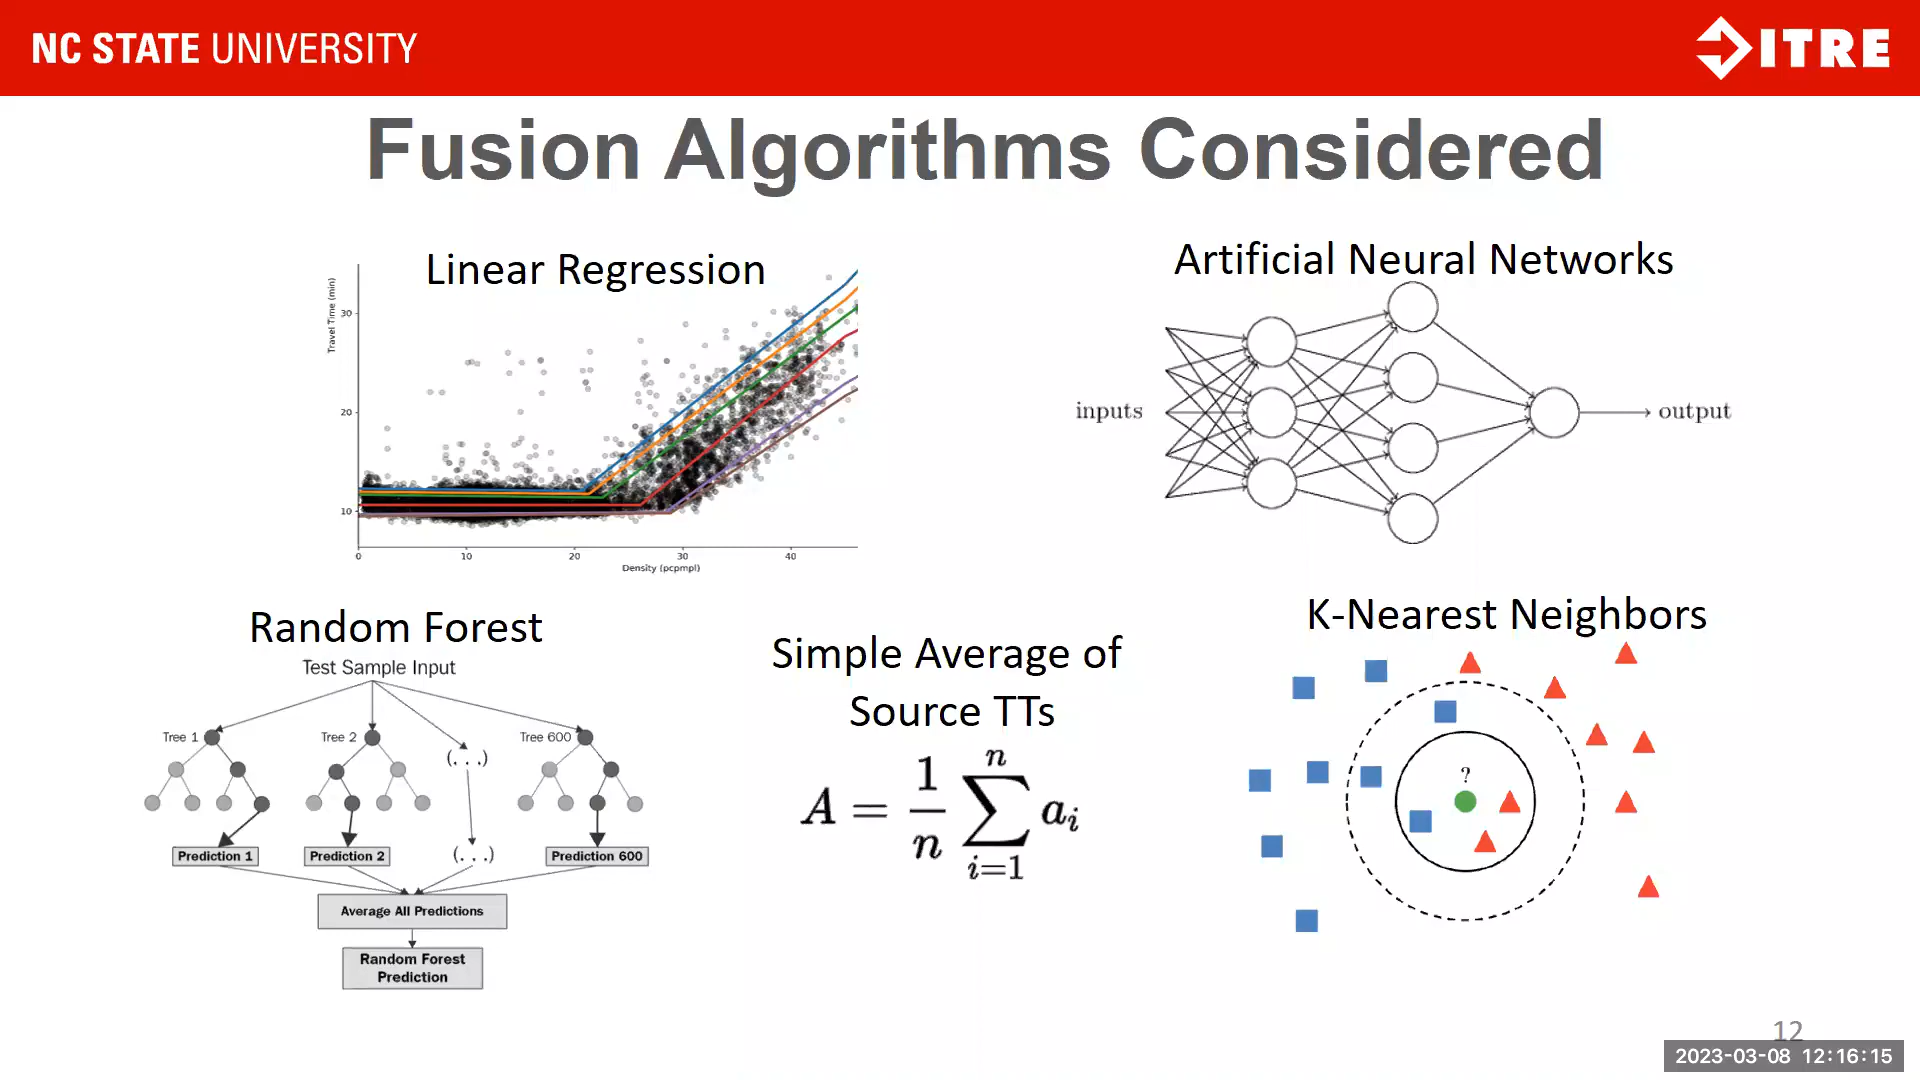 NC STATE UNIVERSITY
ITRE
Fusion Algorithms Considered
Linear Regression
Travel Time (min)
30
20
10
0 10 20 30 40
Density (pcpmpl)
Artificial Neural Networks
inputs
output
Random Forest
Test Sample Input
Tree 1 Tree 2 (. . .) Tree 600
Prediction 1 Prediction 2 (. . .) Prediction 600
Average All Predictions
Random Forest
Prediction
Simple Average of
Source TTs
A = 1/n ∑ i=1 n a_i
K-Nearest Neighbors
?
12
2023-03-08 12:16:15